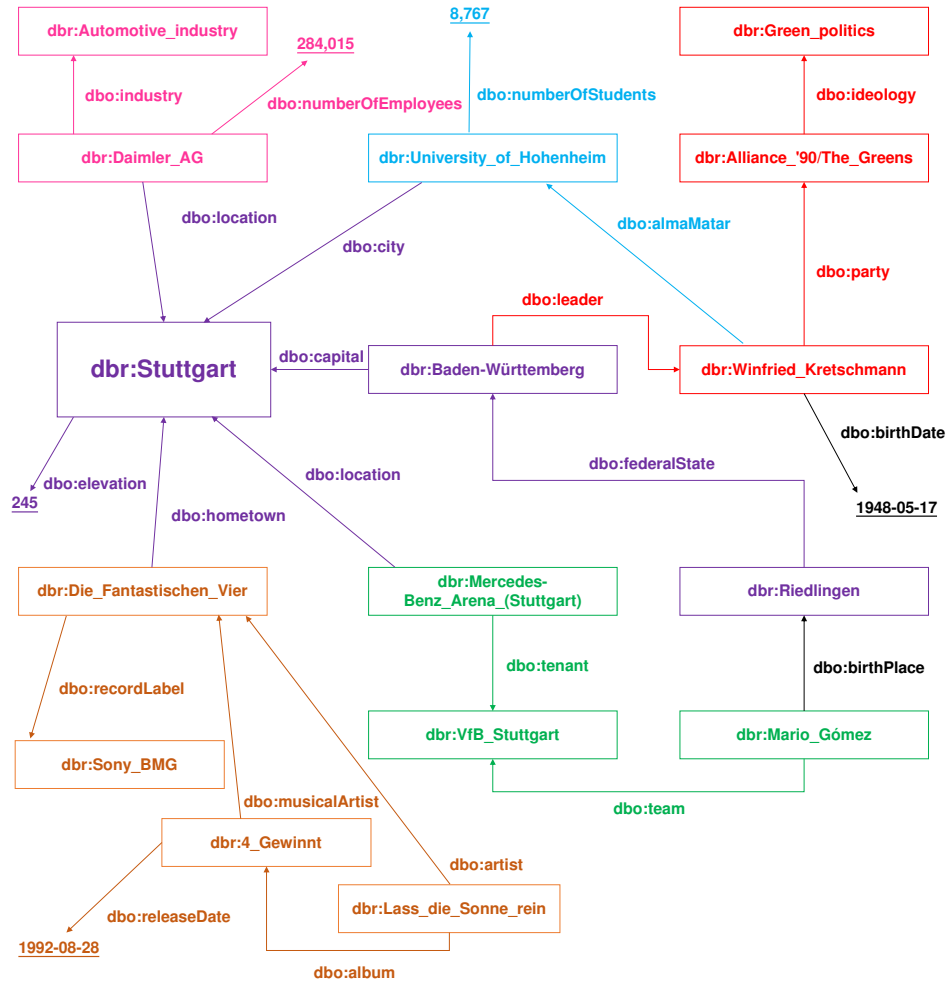 8,767
dbr:Automotive_industry
dbr:Green_politics
284,015
dbo:industry
dbo:numberOfEmployees
dbo:numberOfStudents
dbo:ideology
dbr:Daimler_AG
dbr:University_of_Hohenheim
dbr:Alliance_'90/The_Greens
dbo:location
dbo:almaMatar
dbo:city
dbo:party
dbo:leader
dbo:capital
dbr:Stuttgart
dbr:Baden-Württemberg
dbr:Winfried_Kretschmann
dbo:birthDate
dbo:federalState
dbo:location
dbo:elevation
245
dbo:hometown
1948-05-17
dbr:Die_Fantastischen_Vier
dbr:Mercedes-
Benz_Arena_(Stuttgart)
dbr:Riedlingen
dbo:tenant
dbo:birthPlace
dbo:recordLabel
dbr:VfB_Stuttgart
dbr:Mario_Gómez
dbr:Sony_BMG
dbo:musicalArtist
dbo:team
dbr:4_Gewinnt
dbo:artist
dbr:Lass_die_Sonne_rein
dbo:releaseDate
1992-08-28
dbo:album